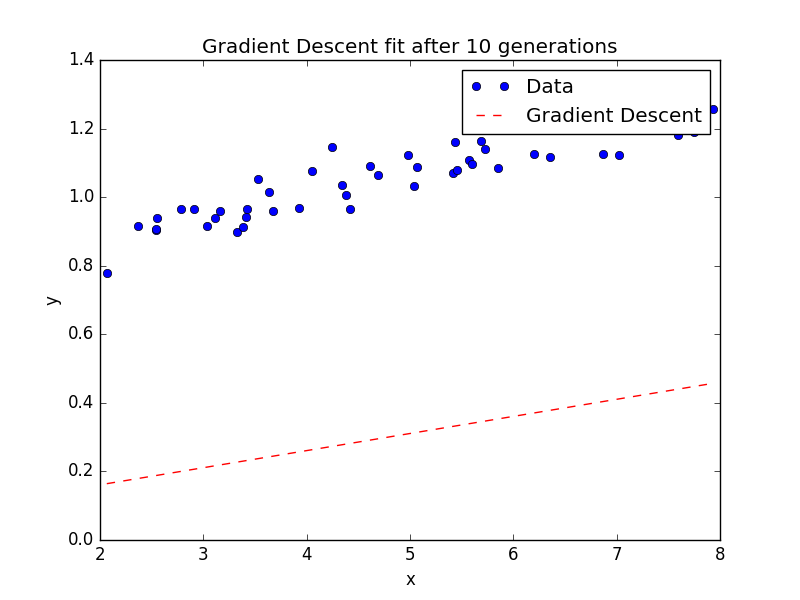 Gradient Descent fit after 10 generations
1.4
1.2
1.0
0.8
0.6
0.4
0.2
0.0
y
Data
Gradient Descent
2 3 4 5 6 7 8
x